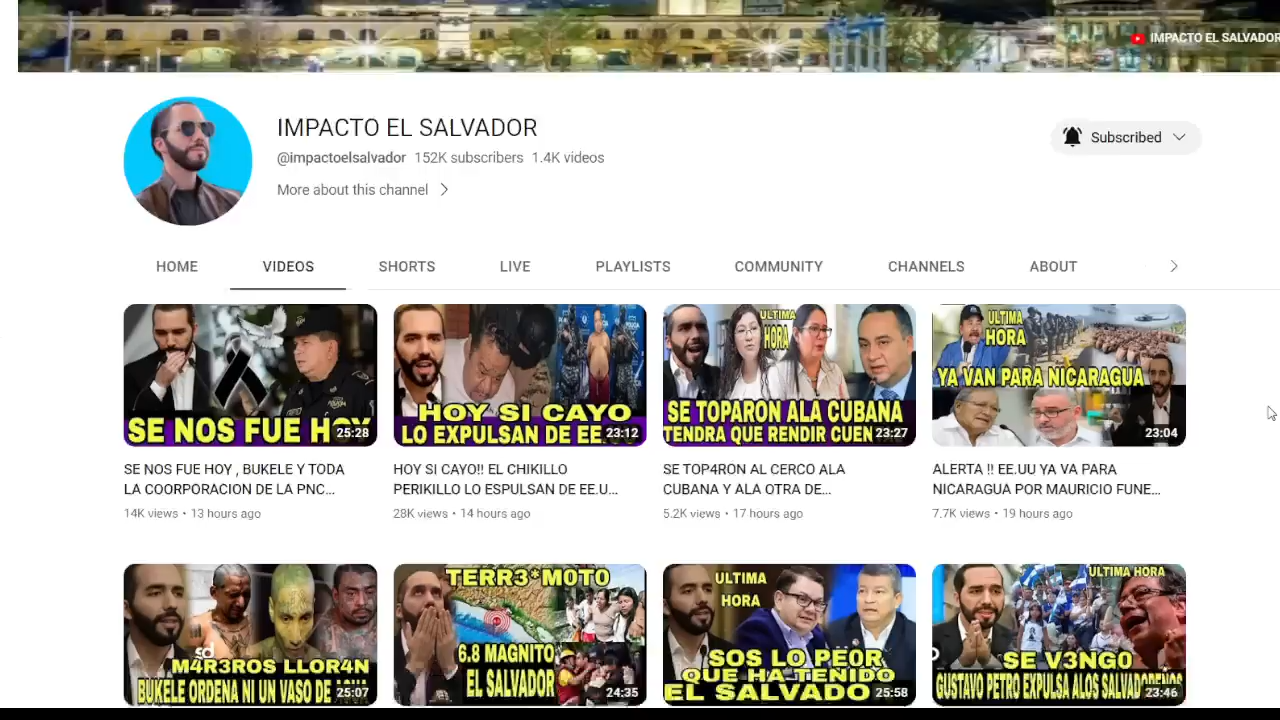 IMPACTO EL SALVADOR
IMPACTO EL SALVADOR
@impactoelsalvador 152K subscribers 1.4K videos
More about this channel
Subscribed
HOME VIDEOS SHORTS LIVE PLAYLISTS COMMUNITY CHANNELS ABOUT
SE NOS FUE HOY
25:28
HOY SI CAYO
LO EXPULSAN DE EE.
23:12
ULTIMA
HORA
SE TOPARON ALA CUBANA
TENDRA QUE RENDIR CUEN
23:27
ULTIMA
HORA
YA VAN PARA NICARAGUA
23:04
SE NOS FUE HOY , BUKELE Y TODA
LA COORPORACION DE LA PNC...
14K views • 13 hours ago
HOY SI CAYO!! EL CHIKILLO
PERIKILLO LO ESPULSAN DE EE.U...
28K views • 14 hours ago
SE TOP4RON AL CERCO ALA
CUBANA Y ALA OTRA DE...
5.2K views • 17 hours ago
ALERTA !! EE.UU YA VA PARA
NICARAGUA POR MAURICIO FUNE...
7.7K views • 19 hours ago
sd
M4R3ROS LLOR4N
BUKELE ORDENA NI UN VASO DE
25:07
TERR3*MOTO
6.8 MAGNITO
EL SALVADOR
24:35
ULTIMA
HORA
SOS LO PEOR
QUE HA TENIDO
EL SALVADO
25:58
ULTIMA HORA
SE V3NGO
GUSTAVO PETRO EXPULSA ALOS SALVADOREÑOS
23:46